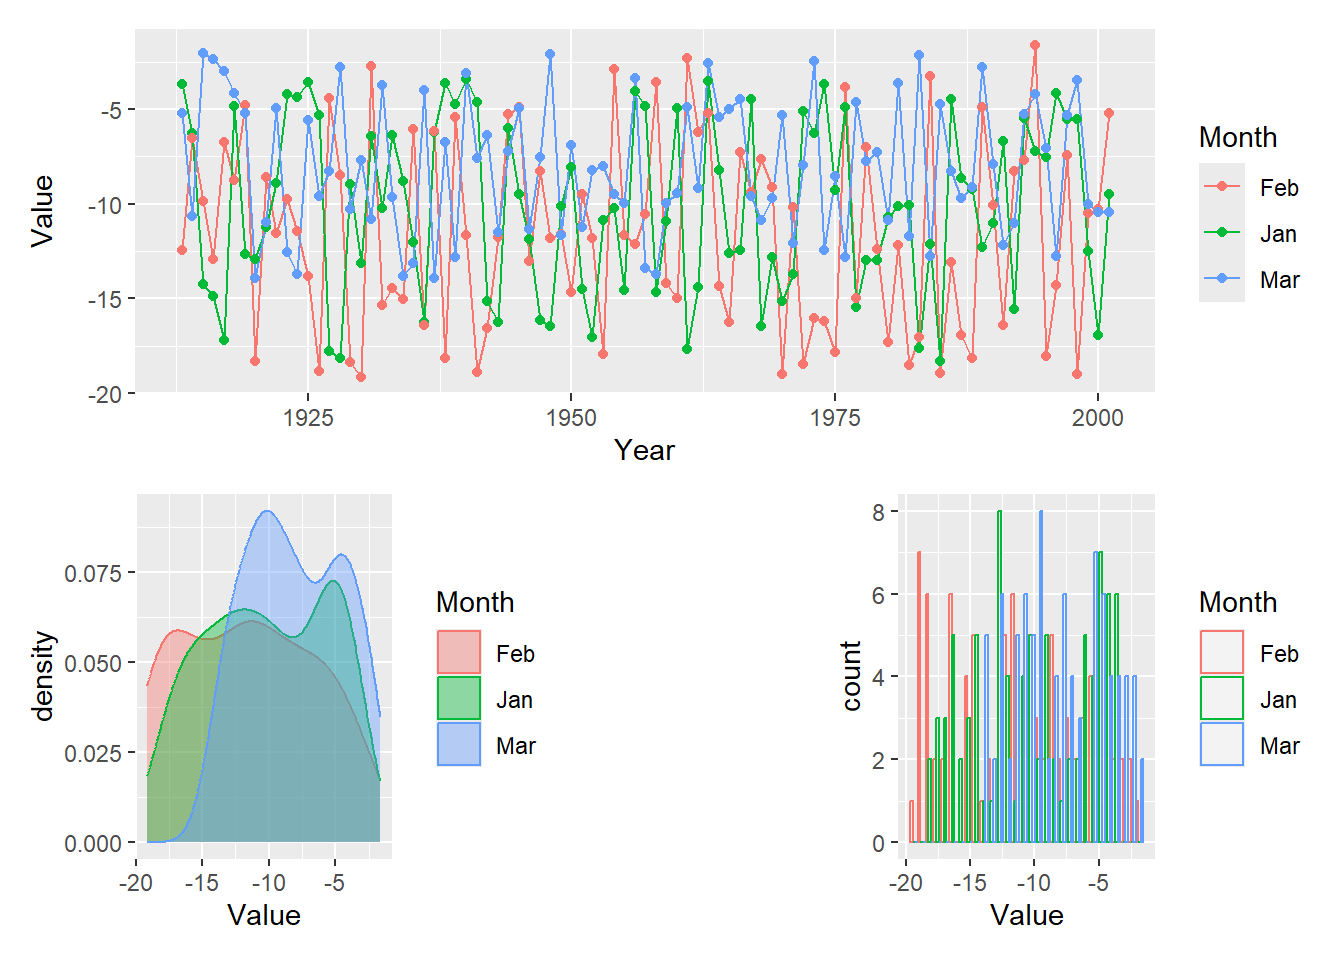 Value
-5
-10
-15
-20
1925 1950 1975 2000
Year
Month
Feb
Jan
Mar
density
0.075
0.050
0.025
0.000
-20 -15 -10 -5
Value
Month
Feb
Jan
Mar
count
8
6
4
2
0
-20 -15 -10 -5
Value
Month
Feb
Jan
Mar